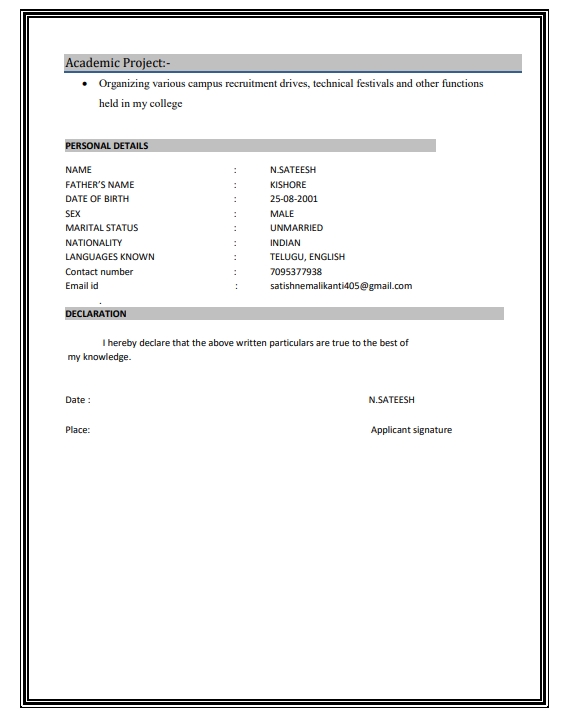 Academic Project:-
• Organizing various campus recruitment drives, technical festivals and other functions
held in my college
PERSONAL DETAILS
NAME : N.SATEESH
FATHER'S NAME : KISHORE
DATE OF BIRTH : 25-08-2001
SEX : MALE
MARITAL STATUS : UNMARRIED
NATIONALITY : INDIAN
LANGUAGES KNOWN : TELUGU, ENGLISH
Contact number : 7095377938
Email id : satishnemalikanti405@gmail.com
.
DECLARATION
I hereby declare that the above written particulars are true to the best of
my knowledge.
Date : N.SATEESH
Place: Applicant signature